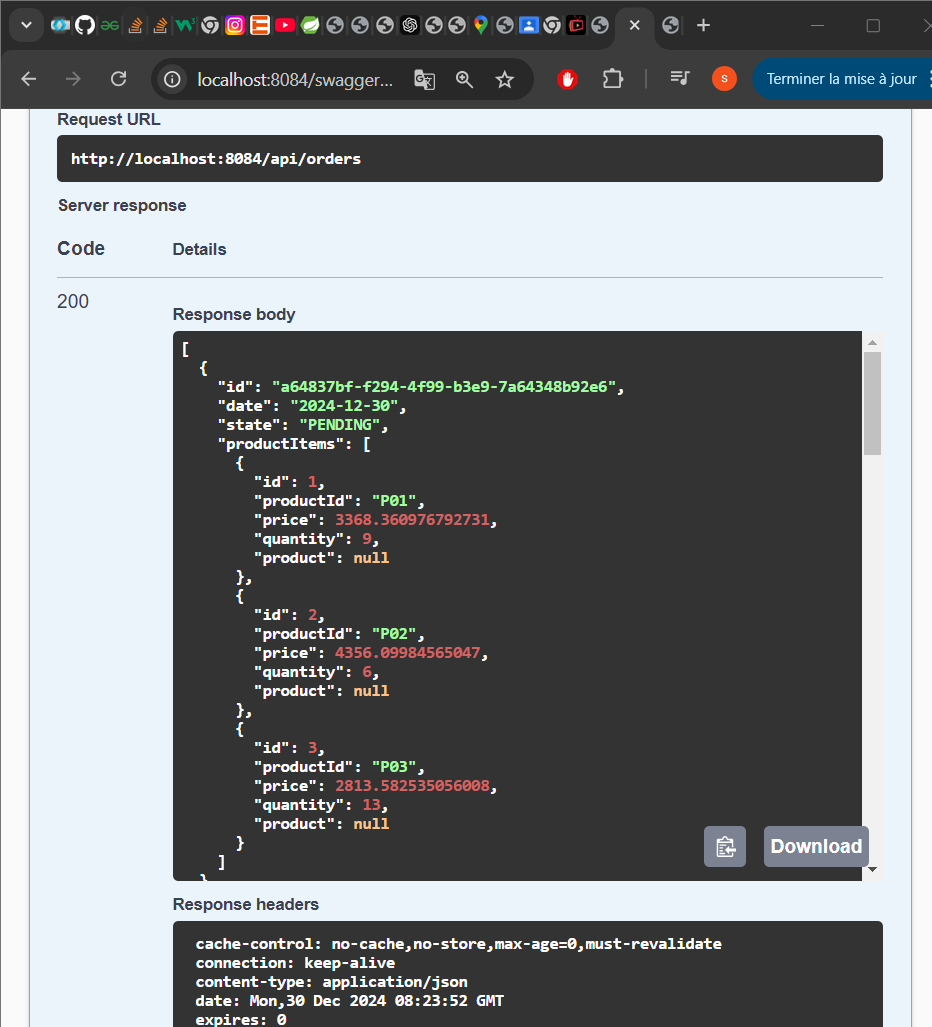 localhost:8084/swagger...
S
Terminer la mise à jour
Request URL
http://localhost:8084/api/orders
Server response
Code Details
200
Response body
[
  {
    "id": "a64837bf-f294-4f99-b3e9-7a64348b92e6",
    "date": "2024-12-30",
    "state": "PENDING",
    "productItems": [
      {
        "id": 1,
        "productId": "P01",
        "price": 3368.360976792731,
        "quantity": 9,
        "product": null
      },
      {
        "id": 2,
        "productId": "P02",
        "price": 4356.09984565047,
        "quantity": 6,
        "product": null
      },
      {
        "id": 3,
        "productId": "P03",
        "price": 2813.582535056008,
        "quantity": 13,
        "product": null
      }
    ]
  }
Download
Response headers
cache-control: no-cache,no-store,max-age=0,must-revalidate
connection: keep-alive
content-type: application/json
date: Mon,30 Dec 2024 08:23:52 GMT
expires: 0